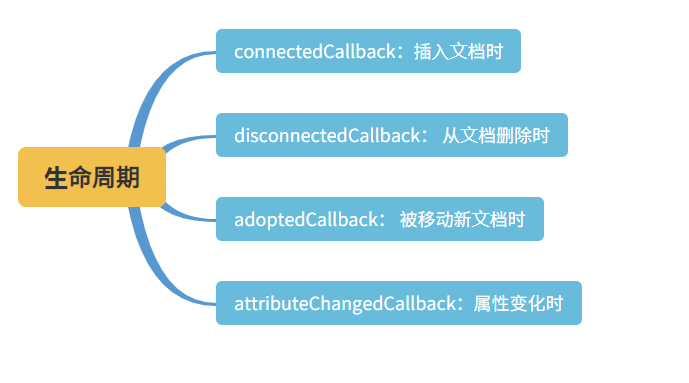 connectedCallback：插入文档时
disconnectedCallback： 从文档删除时
生命周期
adoptedCallback： 被移动新文档时
attributeChangedCallback：属性变化时